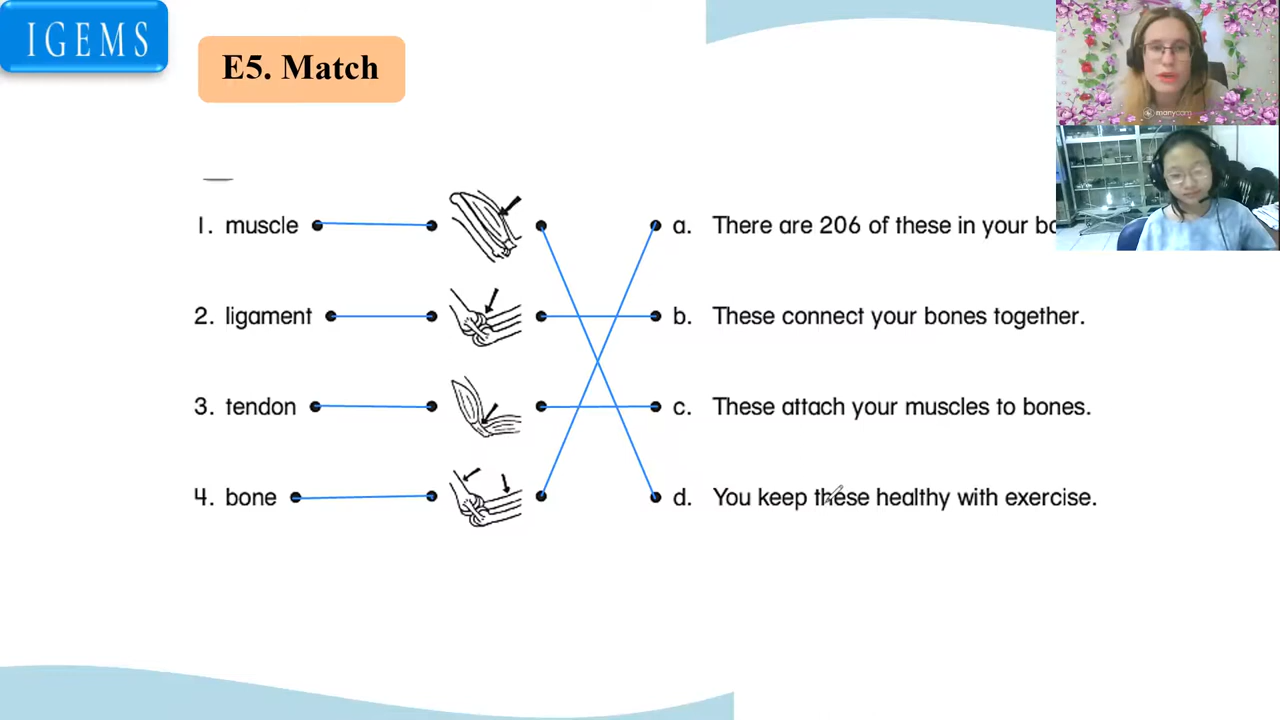 IGEMS
E5. Match
manycam
1. muscle
a. There are 206 of these in your
2. ligament
b. These connect your bones together.
3. tendon
c. These attach your muscles to bones.
4. bone
d. You keep these healthy with exercise.